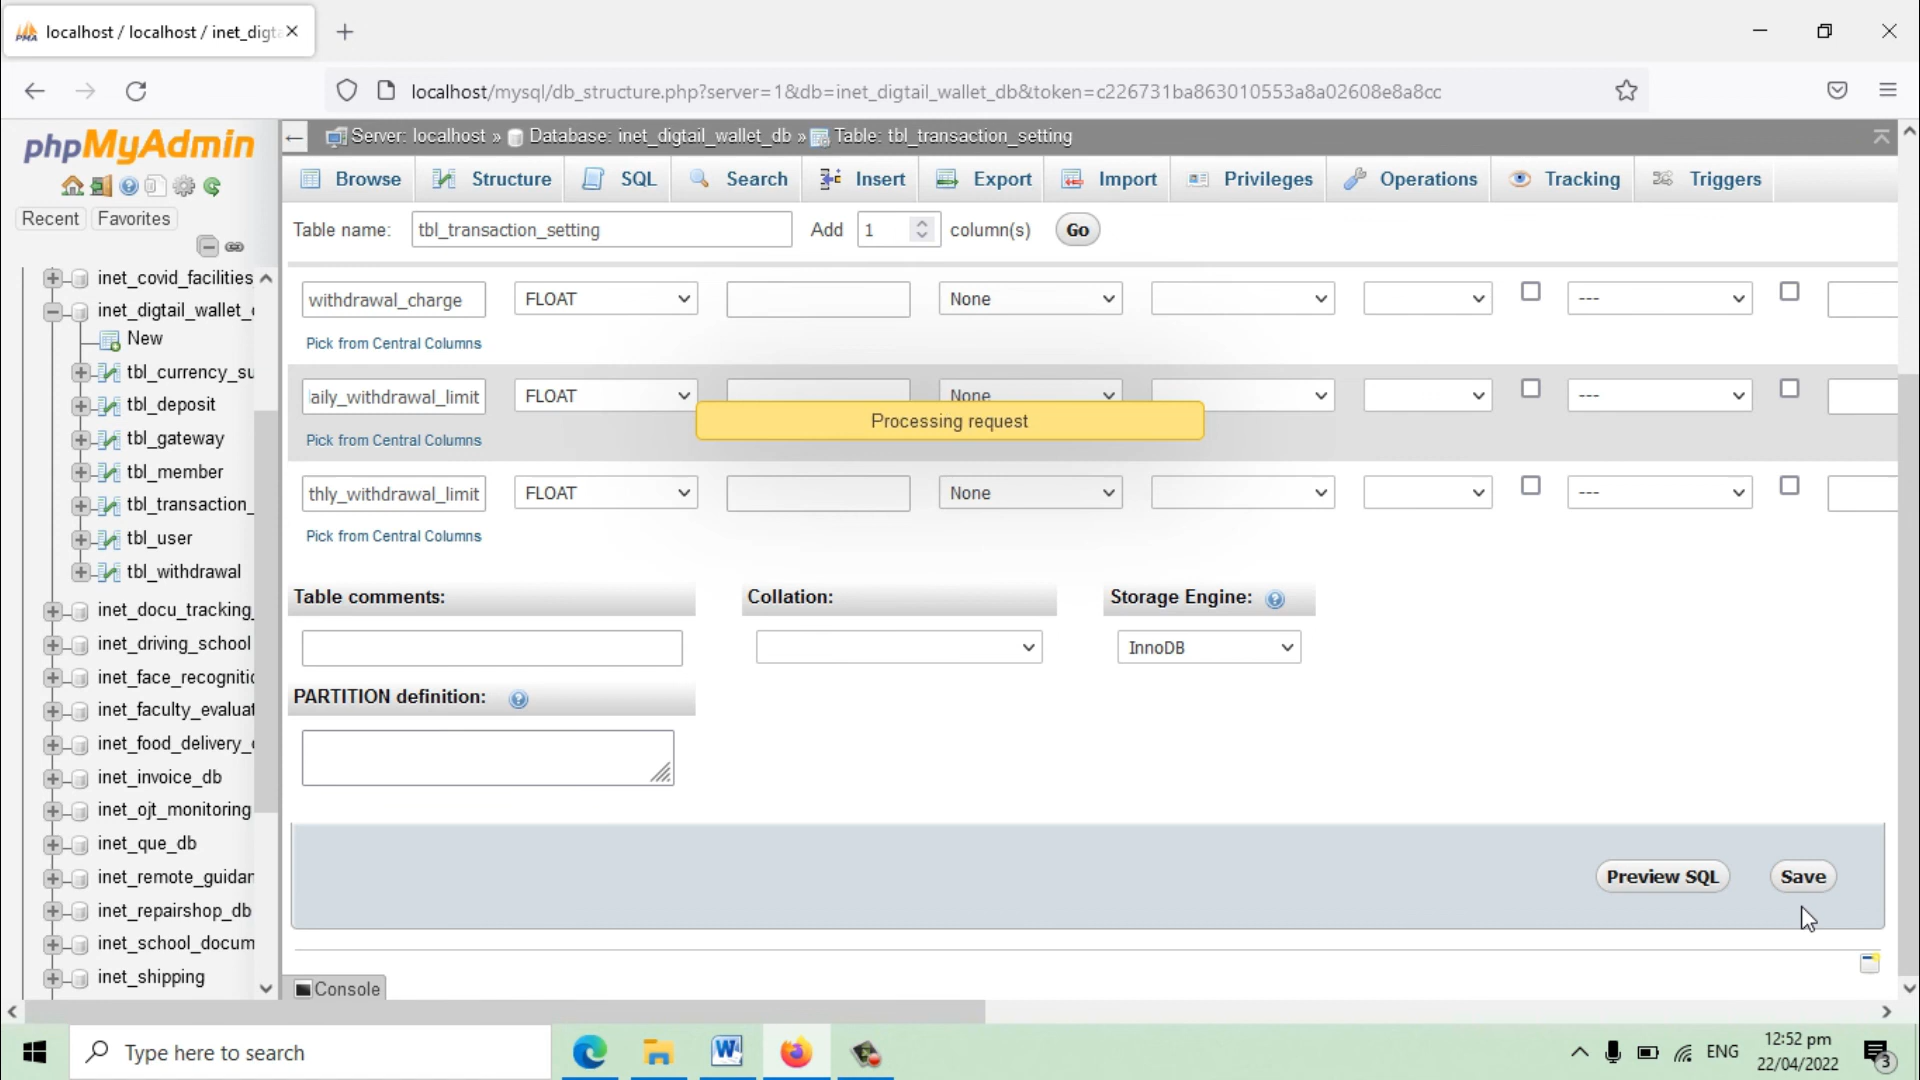 localhost / localhost / inet_digta
localhost/mysql/db_structure.php?server=1&db=inet_digtail_wallet_db&token=c226731ba863010553a8a02608e8a8cc
phpMyAdmin
Recent
Favorites
inet_covid_facilities
inet_digtail_wallet_
New
tbl_currency_su
tbl_deposit
tbl_gateway
tbl_member
tbl_transaction_
tbl_user
tbl_withdrawal
inet_docu_tracking_
inet_driving_school
inet_face_recogniti
inet_faculty_evaluat
inet_food_delivery_
inet_invoice_db
inet_ojt_monitoring
inet_que_db
inet_remote_guidan
inet_repairshop_db
inet_school_docum
inet_shipping
Server: localhost » Database: inet_digtail_wallet_db » Table: tbl_transaction_setting
Browse Structure SQL Search Insert Export Import Privileges Operations Tracking Triggers
Table name: tbl_transaction_setting Add 1 column(s) Go
withdrawal_charge FLOAT None ---
Pick from Central Columns
aily_withdrawal_limit FLOAT None ---
Processing request
Pick from Central Columns
thly_withdrawal_limit FLOAT None ---
Pick from Central Columns
Table comments: Collation: Storage Engine:
InnoDB
PARTITION definition:
Preview SQL Save
Console
Type here to search
ENG
12:52 pm
22/04/2022
3